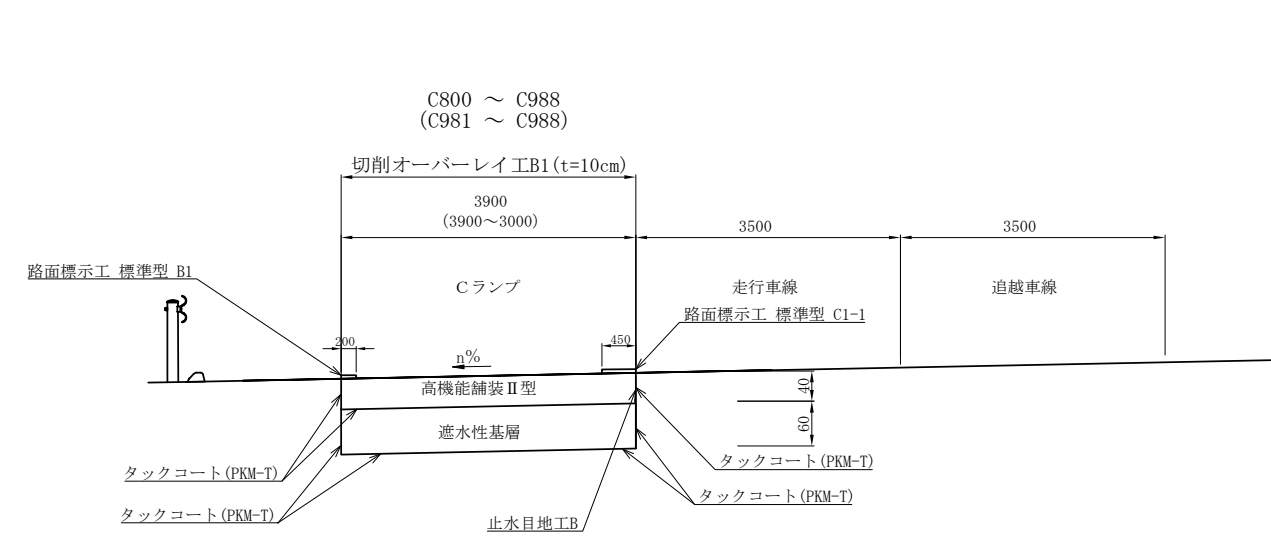 C800 ～ C988
(C981 ～ C988)
切削オーバーレイ工B1(t=10cm)
3900
(3900～3000)
3500
3500
路面標示工 標準型 B1
Cランプ
走行車線
追越車線
路面標示工 標準型 C1-1
200
450
n%
高機能舗装Ⅱ型
40
遮水性基層
60
タックコート(PKM-T)
タックコート(PKM-T)
タックコート(PKM-T)
タックコート(PKM-T)
止水目地工B